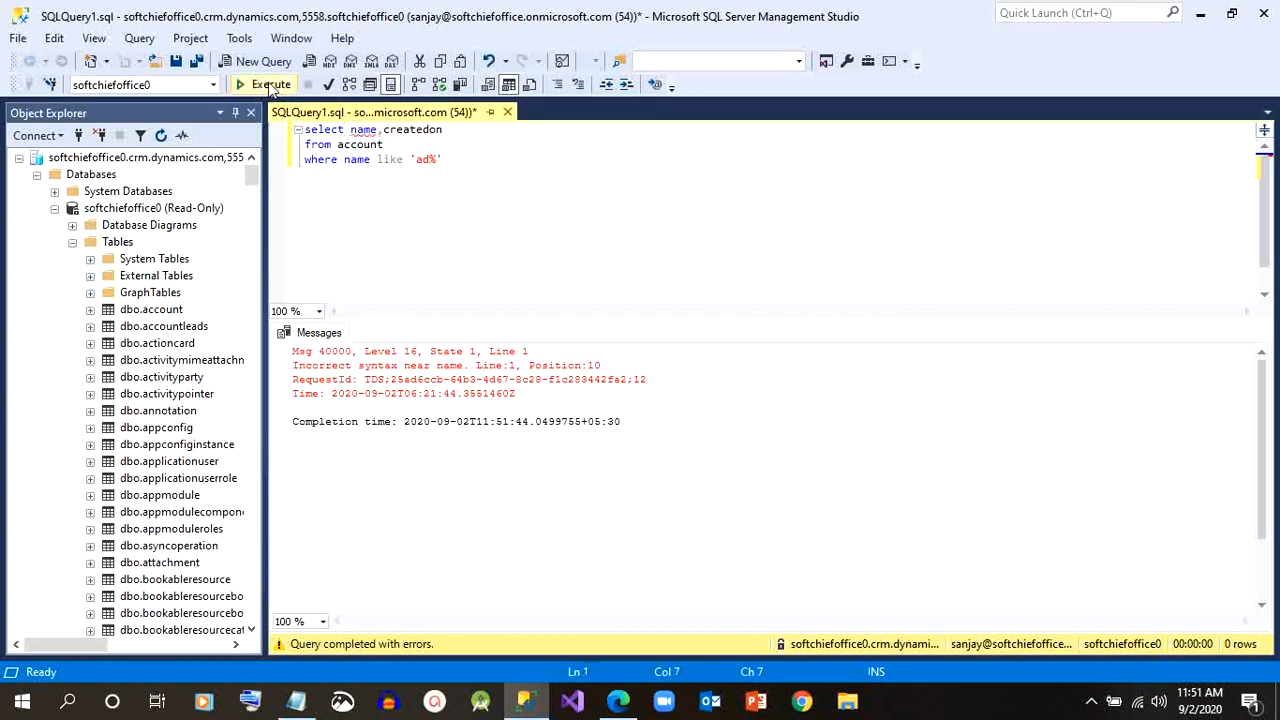 SQLQuery1.sql - softchiefoffice0.crm.dynamics.com,5558.softchiefoffice0 (sanjay@softchiefoffice.onmicrosoft.com (54))* - Microsoft SQL Server Management Studio
Quick Launch (Ctrl+Q)
File Edit View Query Project Tools Window Help
New Query
MDX DMX XMLA DAX
softchiefoffice0
Execute
Object Explorer
SQLQuery1.sql - so...microsoft.com (54))*
Connect
softchiefoffice0.crm.dynamics.com,555
Databases
System Databases
softchiefoffice0 (Read-Only)
Database Diagrams
Tables
System Tables
External Tables
GraphTables
dbo.account
dbo.accountleads
dbo.actioncard
dbo.activitymimeattachn
dbo.activityparty
dbo.activitypointer
dbo.annotation
dbo.appconfig
dbo.appconfiginstance
dbo.applicationuser
dbo.applicationuserrole
dbo.appmodule
dbo.appmodulecompon
dbo.appmoduleroles
dbo.asyncoperation
dbo.attachment
dbo.bookableresource
dbo.bookableresourcebo
dbo.bookableresourcebo
dbo.bookableresourcecat
select name,createdon
from account
where name like 'ad%'
100 %
Messages
Msg 40000, Level 16, State 1, Line 1
Incorrect syntax near name. Line:1, Position:10
RequestId: TDS;25ad6ccb-64b3-4d67-8c28-f1c283442fa2;12
Time: 2020-09-02T06:21:44.3551460Z
Completion time: 2020-09-02T11:51:44.0499755+05:30
100 %
Query completed with errors.
softchiefoffice0.crm.dynami...
sanjay@softchiefoffice...
softchiefoffice0
00:00:00
0 rows
Ready
Ln 1
Col 7
Ch 7
INS
11:51 AM
9/2/2020
1